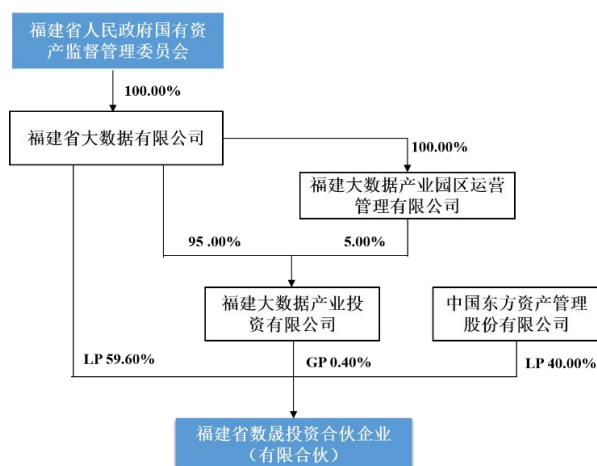 福建省人民政府国有资
产监督管理委员会
100.00%
福建省大数据有限公司
100.00%
福建大数据产业园区运营
管理有限公司
95 .00%
5.00%
福建大数据产业投
资有限公司
中国东方资产管理
股份有限公司
LP 59.60%
GP 0.40%
LP 40.00%
福建省数晟投资合伙企业
（有限合伙）